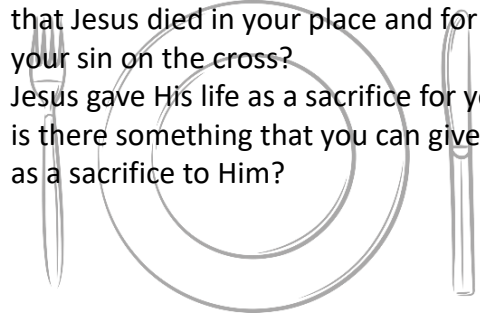 that Jesus died in your place and for
your sin on the cross?
Jesus gave His life as a sacrifice for
is there something that you can give
as a sacrifice to Him?